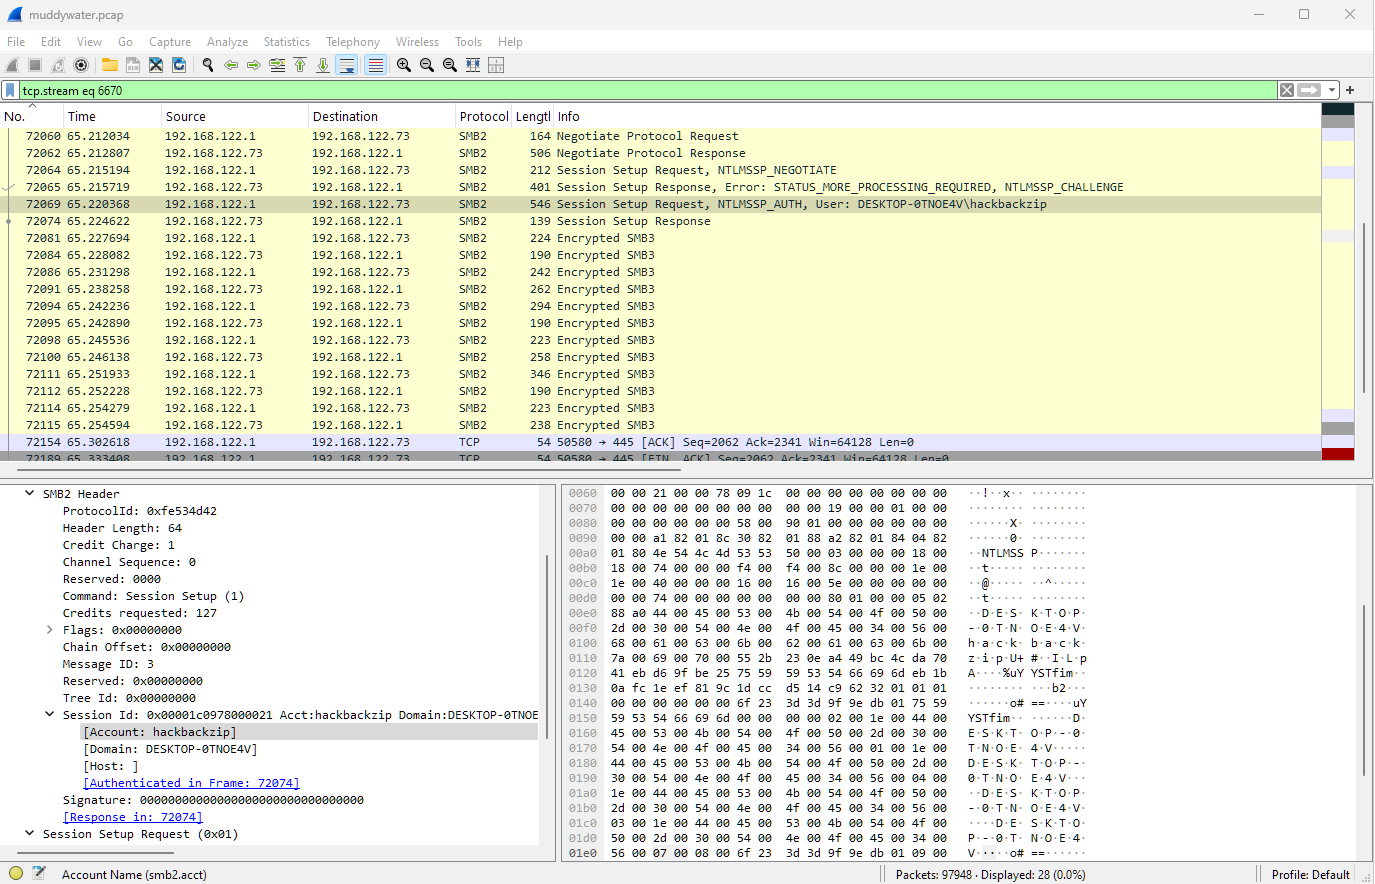 muddywater.pcap
File Edit View Go Capture Analyze Statistics Telephony Wireless Tools Help
tcp.stream eq 6670
No. Time Source Destination Protocol Lengtl Info
72060 65.212034 192.168.122.1 192.168.122.73 SMB2 164 Negotiate Protocol Request
72062 65.212807 192.168.122.73 192.168.122.1 SMB2 506 Negotiate Protocol Response
72064 65.215194 192.168.122.1 192.168.122.73 SMB2 212 Session Setup Request, NTLMSSP_NEGOTIATE
72065 65.215719 192.168.122.73 192.168.122.1 SMB2 401 Session Setup Response, Error: STATUS_MORE_PROCESSING_REQUIRED, NTLMSSP_CHALLENGE
72069 65.220368 192.168.122.1 192.168.122.73 SMB2 546 Session Setup Request, NTLMSSP_AUTH, User: DESKTOP-0TNOE4V\hackbackzip
72074 65.224622 192.168.122.73 192.168.122.1 SMB2 139 Session Setup Response
72081 65.227694 192.168.122.1 192.168.122.73 SMB2 224 Encrypted SMB3
72084 65.228082 192.168.122.73 192.168.122.1 SMB2 190 Encrypted SMB3
72086 65.231298 192.168.122.1 192.168.122.73 SMB2 242 Encrypted SMB3
72091 65.238258 192.168.122.73 192.168.122.1 SMB2 262 Encrypted SMB3
72094 65.242236 192.168.122.1 192.168.122.73 SMB2 294 Encrypted SMB3
72095 65.242890 192.168.122.73 192.168.122.1 SMB2 190 Encrypted SMB3
72098 65.245536 192.168.122.1 192.168.122.73 SMB2 223 Encrypted SMB3
72100 65.246138 192.168.122.73 192.168.122.1 SMB2 258 Encrypted SMB3
72111 65.251933 192.168.122.1 192.168.122.73 SMB2 346 Encrypted SMB3
72112 65.252228 192.168.122.73 192.168.122.1 SMB2 190 Encrypted SMB3
72114 65.254279 192.168.122.1 192.168.122.73 SMB2 223 Encrypted SMB3
72115 65.254594 192.168.122.73 192.168.122.1 SMB2 238 Encrypted SMB3
72154 65.302618 192.168.122.1 192.168.122.73 TCP 54 50580 → 445 [ACK] Seq=2062 Ack=2341 Win=64128 Len=0
72189 65.333408 192.168.122.1 192.168.122.73 TCP 54 50580 → 445 [FIN, ACK] Seq=2062 Ack=2341 Win=64128 Len=0
SMB2 Header
ProtocolId: 0xfe534d42
Header Length: 64
Credit Charge: 1
Channel Sequence: 0
Reserved: 0000
Command: Session Setup (1)
Credits requested: 127
Flags: 0x00000000
Chain Offset: 0x00000000
Message ID: 3
Reserved: 0x00000000
Tree Id: 0x00000000
Session Id: 0x00001c0978000021 Acct:hackbackzip Domain:DESKTOP-0TNOE
[Account: hackbackzip]
[Domain: DESKTOP-0TNOE4V]
[Host: ]
[Authenticated in Frame: 72074]
Signature: 00000000000000000000000000000000
[Response in: 72074]
Session Setup Request (0x01)
0060 00 00 21 00 00 78 09 1c 00 00 00 00 00 00 00 00 ··!··x·· ········
0070 00 00 00 00 00 00 00 00 00 00 19 00 00 01 00 00 ········ ········
0080 00 00 00 00 00 00 58 00 90 01 00 00 00 00 00 00 ······X· ········
0090 00 00 a1 82 01 8c 30 82 01 88 a2 82 01 84 04 82 ······0· ········
00a0 01 80 4e 54 4c 4d 53 53 50 00 03 00 00 00 18 00 ··NTLMSS P·······
00b0 18 00 74 00 00 00 f4 00 f4 00 8c 00 00 00 1e 00 ··t····· ········
00c0 1e 00 40 00 00 00 16 00 16 00 5e 00 00 00 00 00 ··@····· ··^·····
00d0 00 00 74 00 00 00 00 00 00 00 80 01 00 00 05 02 ··t····· ········
00e0 88 a0 44 00 45 00 53 00 4b 00 54 00 4f 00 50 00 ··D·E·S· K·T·O·P·
00f0 2d 00 30 00 54 00 4e 00 4f 00 45 00 34 00 56 00 -·0·T·N· O·E·4·V·
0100 68 00 61 00 63 00 6b 00 62 00 61 00 63 00 6b 00 h·a·c·k· b·a·c·k·
0110 7a 00 69 00 70 00 55 2b 23 0e a4 49 bc 4c da 70 z·i·p·U+ #··I·L·p
0120 41 eb d6 9f be 25 75 59 59 53 54 66 69 6d eb 1b A····%uY YSTfim··
0130 0a fc 1e ef 81 9c 1d cc d5 14 c9 62 32 01 01 01 ········ ···b2···
0140 00 00 00 00 00 00 6f 23 3d 3d 9f 9e db 01 75 59 ······o# ==····uY
0150 59 53 54 66 69 6d 00 00 00 00 02 00 1e 00 44 00 YSTfim·· ······D·
0160 45 00 53 00 4b 00 54 00 4f 00 50 00 2d 00 30 00 E·S·K·T· O·P·-·0·
0170 54 00 4e 00 4f 00 45 00 34 00 56 00 01 00 1e 00 T·N·O·E· 4·V·····
0180 44 00 45 00 53 00 4b 00 54 00 4f 00 50 00 2d 00 D·E·S·K· T·O·P·-·
0190 30 00 54 00 4e 00 4f 00 45 00 34 00 56 00 04 00 0·T·N·O· E·4·V···
01a0 1e 00 44 00 45 00 53 00 4b 00 54 00 4f 00 50 00 ··D·E·S· K·T·O·P·
01b0 2d 00 30 00 54 00 4e 00 4f 00 45 00 34 00 56 00 -·0·T·N· O·E·4·V·
01c0 03 00 1e 00 44 00 45 00 53 00 4b 00 54 00 4f 00 ····D·E· S·K·T·O·
01d0 50 00 2d 00 30 00 54 00 4e 00 4f 00 45 00 34 00 P·-·0·T· N·O·E·4·
01e0 56 00 07 00 08 00 6f 23 3d 3d 9f 9e db 01 09 00 V·····o# ==······
Account Name (smb2.acct)
Packets: 97948 · Displayed: 28 (0.0%)
Profile: Default